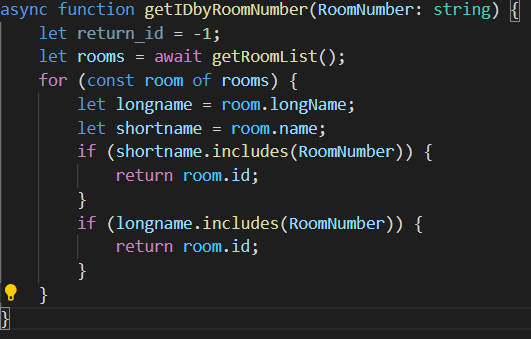 async function getIDbyRoomNumber(RoomNumber: string) {
    let return_id = -1;
    let rooms = await getRoomList();
    for (const room of rooms) {
        let longname = room.longName;
        let shortname = room.name;
        if (shortname.includes(RoomNumber)) {
            return room.id;
        }
        if (longname.includes(RoomNumber)) {
            return room.id;
        }
    }
}